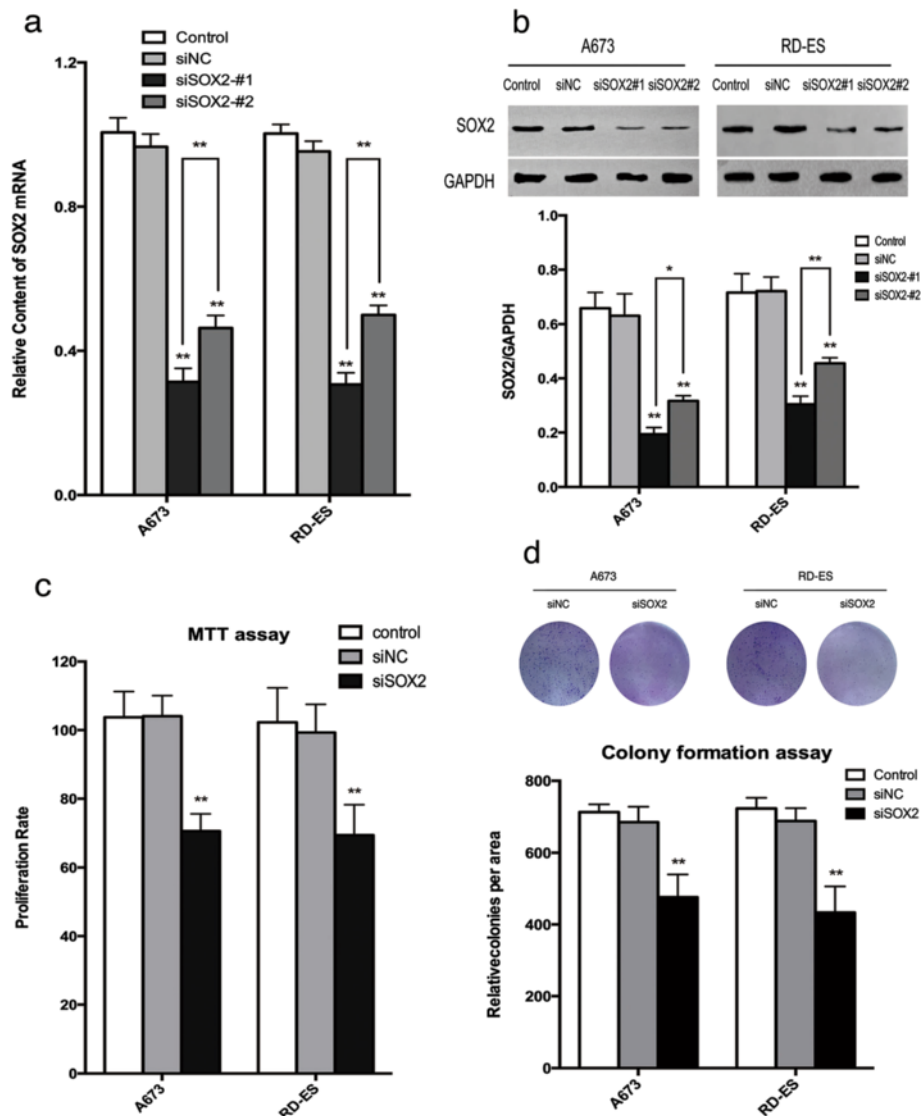 a
Control
siNC
siSOX2-#1
siSOX2-#2
Relative Content of SOX2 mRNA
1.2
0.8
0.4
0.0
**
**
**
**
**
**
A673
RD-ES
b
A673
RD-ES
Control siNC siSOX2#1 siSOX2#2
Control siNC siSOX2#1 siSOX2#2
SOX2
GAPDH
SOX2/GAPDH
1.0
0.8
0.6
0.4
0.2
0.0
Control
siNC
siSOX2-#1
siSOX2-#2
*
**
**
**
**
**
A673
RD-ES
c
MTT assay
control
siNC
siSOX2
Proliferation Rate
120
100
80
60
40
20
0
**
**
A673
RD-ES
d
A673
RD-ES
siNC siSOX2
siNC siSOX2
Colony formation assay
Control
siNC
siSOX2
Relativecolonies per area
800
600
400
200
0
**
**
A673
RD-ES